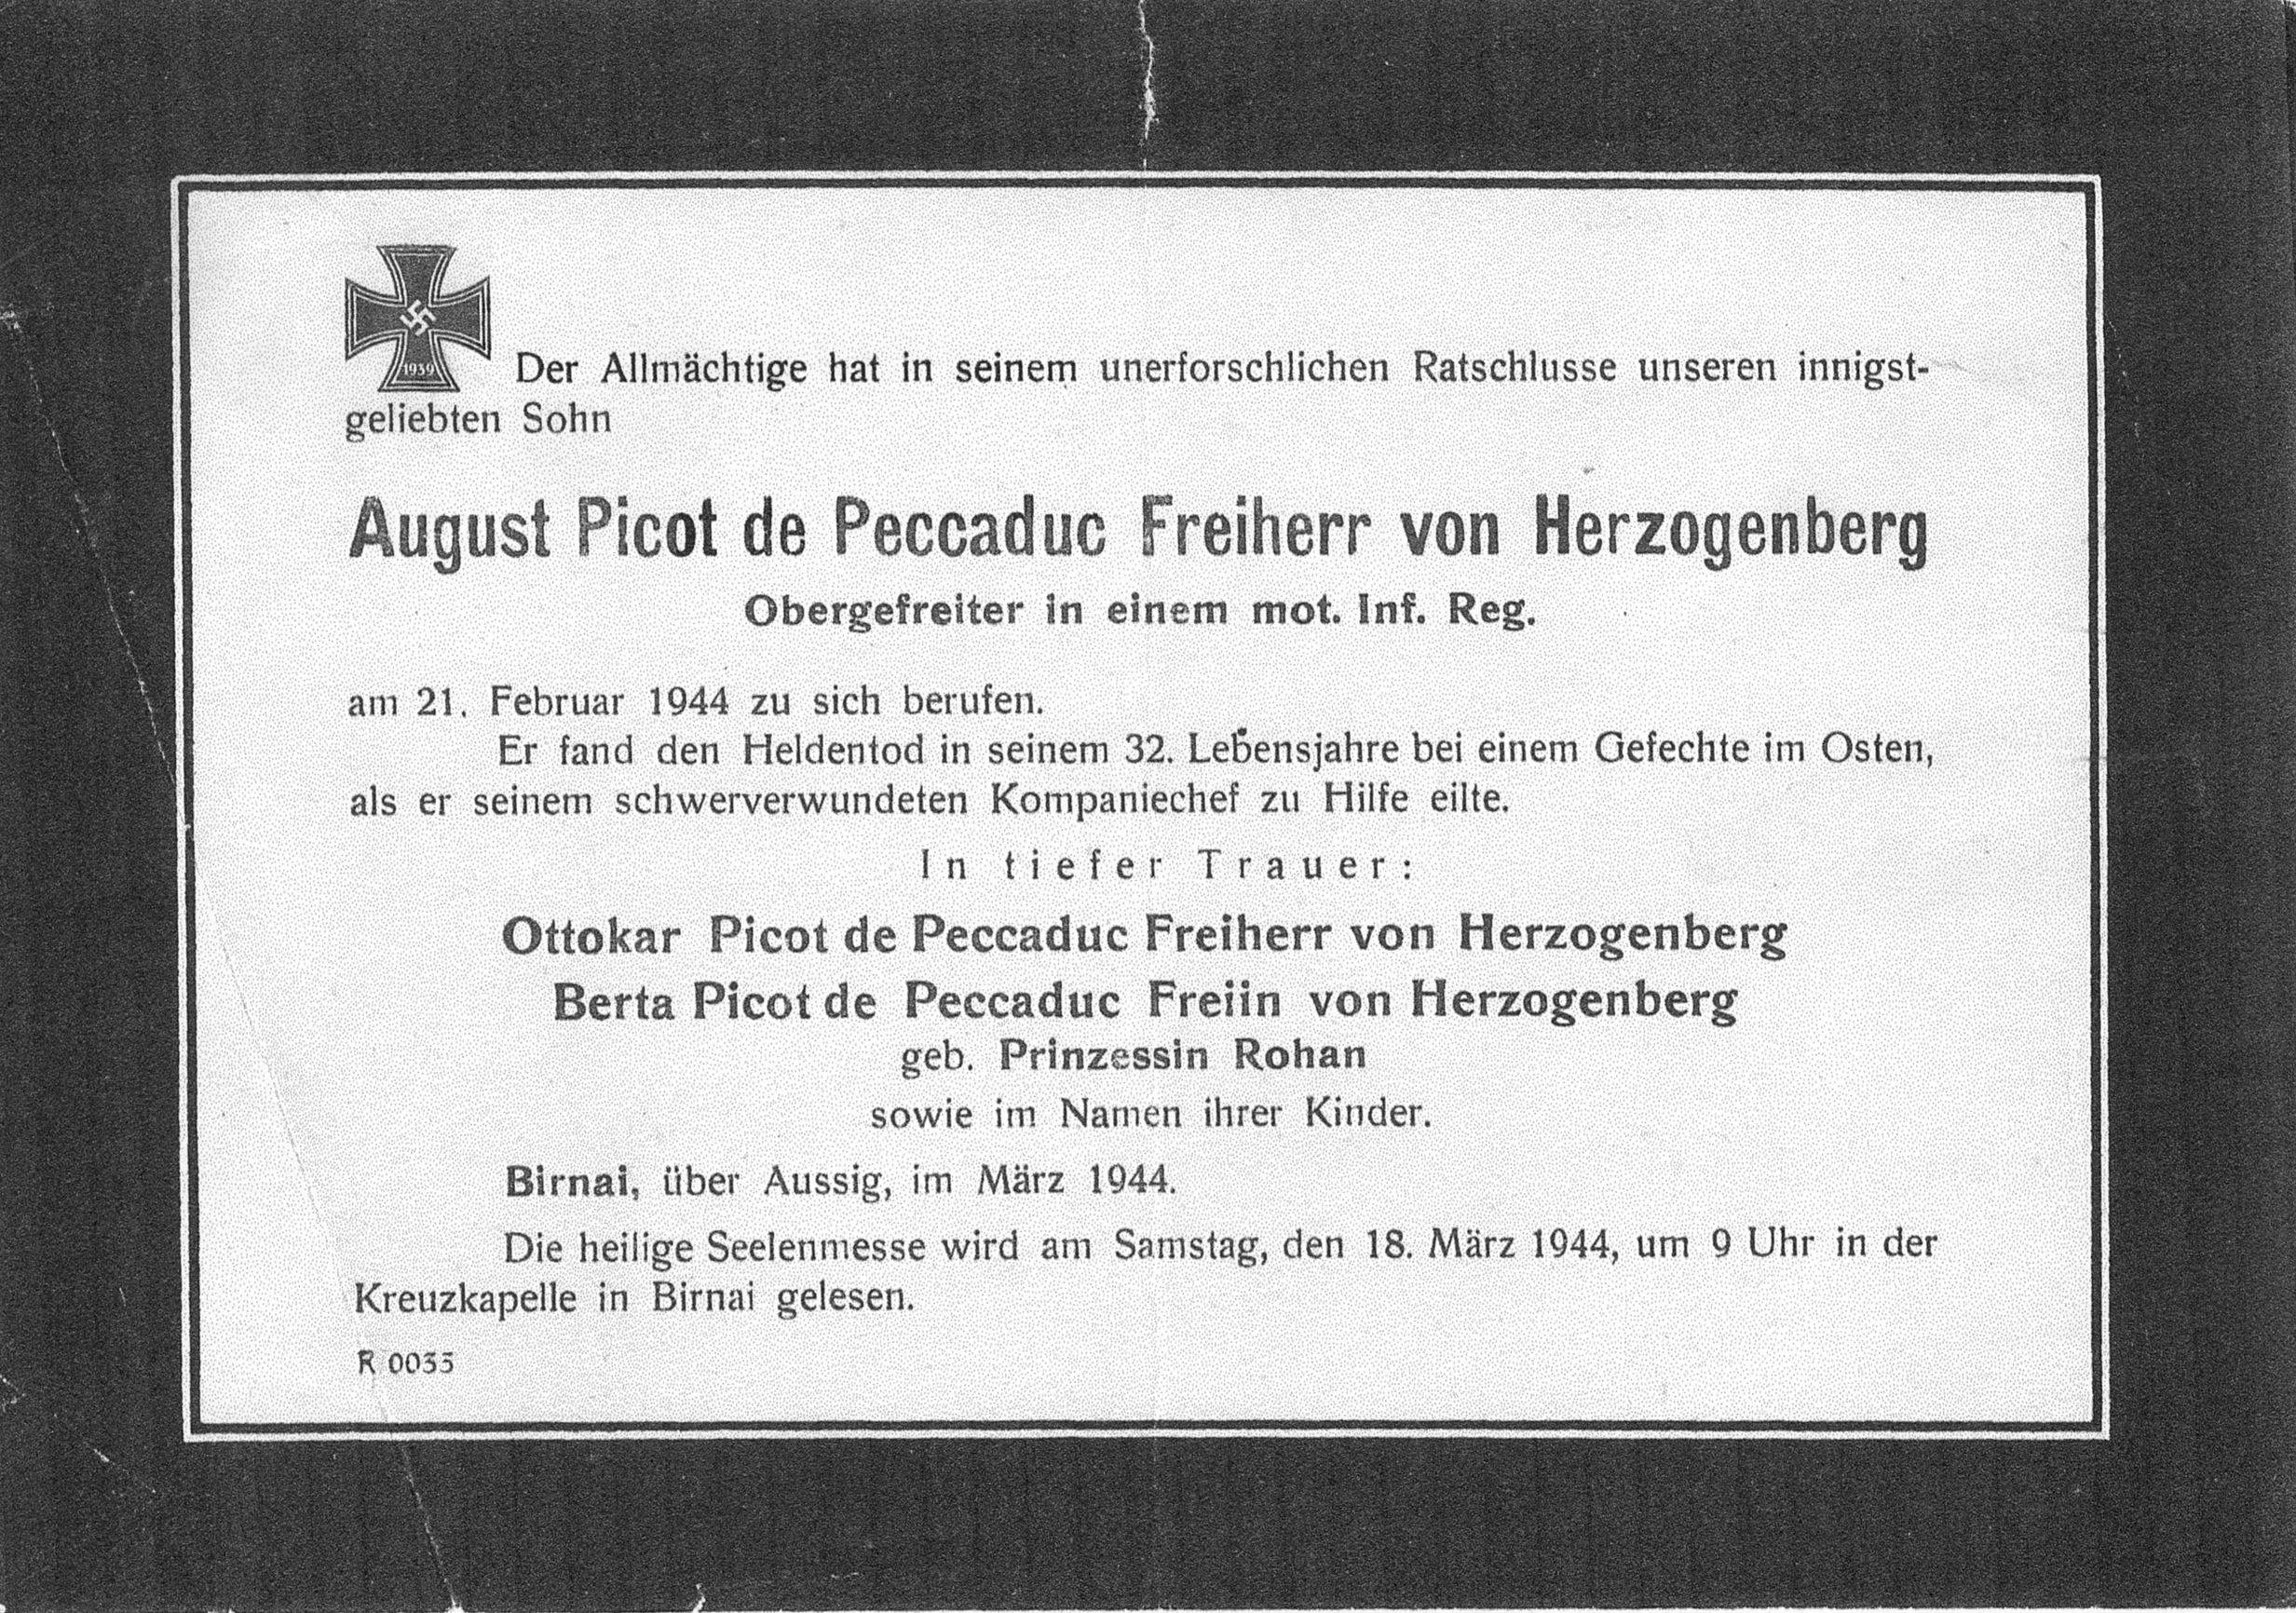 1939
Der Allmächtige hat in seinem unerforschlichen Ratschlusse unseren innigst-
geliebten Sohn
August Picot de Peccaduc Freiherr von Herzogenberg
Obergefreiter in einem mot. Inf. Reg.
am 21. Februar 1944 zu sich berufen.
Er fand den Heldentod in seinem 32. Lebensjahre bei einem Gefechte im Osten,
als er seinem schwerverwundeten Kompaniechef zu Hilfe eilte.
In tiefer Trauer:
Ottokar Picot de Peccaduc Freiherr von Herzogenberg
Berta Picot de Peccaduc Freiin von Herzogenberg
geb. Prinzessin Rohan
sowie im Namen ihrer Kinder.
Birnai, über Aussig, im März 1944.
Die heilige Seelenmesse wird am Samstag, den 18. März 1944, um 9 Uhr in der
Kreuzkapelle in Birnai gelesen.
R 0033